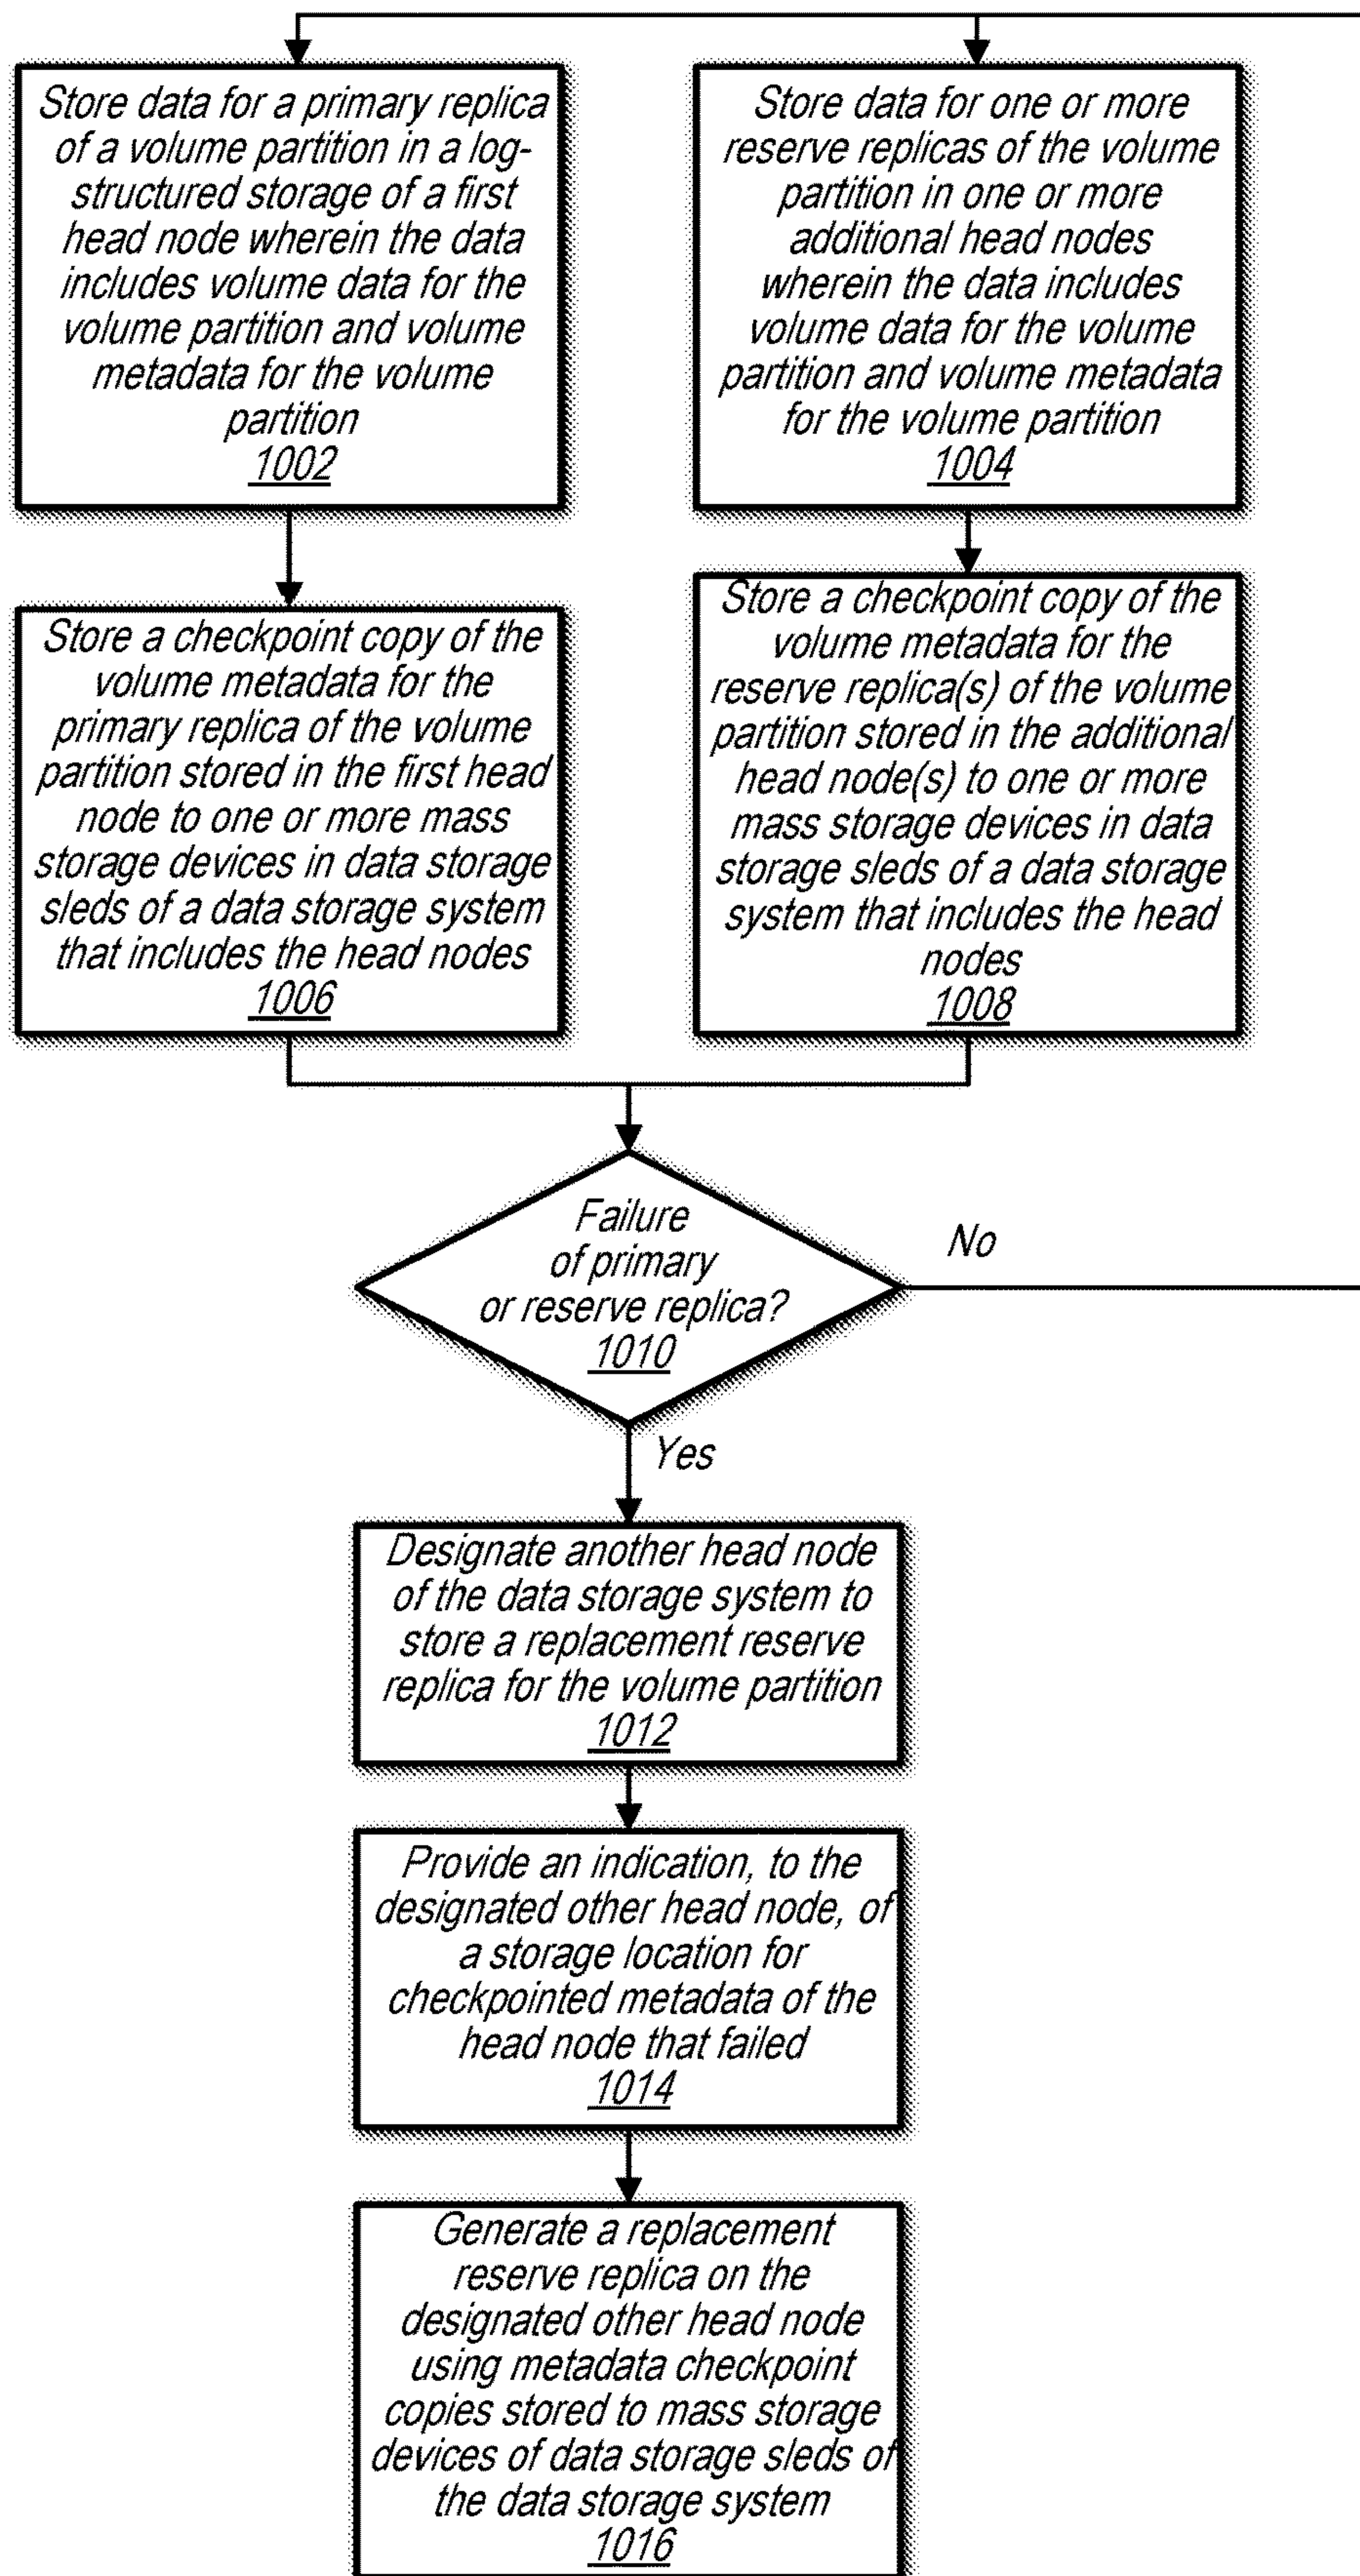 Store data for a primary replica
of a volume partition in a log-
structured storage of a first
head node wherein the data
includes volume data for the
volume partition and volume
metadata for the volume
partition
1002
Store data for one or more
reserve replicas of the volume
partition in one or more
additional head nodes
wherein the data includes
volume data for the volume
partition and volume metadata
for the volume partition
1004
Store a checkpoint copy of the
volume metadata for the
primary replica of the volume
partition stored in the first head
node to one or more mass
storage devices in data storage
sleds of a data storage system
that includes the head nodes
1006
Store a checkpoint copy of the
volume metadata for the
reserve replica(s) of the volume
partition stored in the additional
head node(s) to one or more
mass storage devices in data
storage sleds of a data storage
system that includes the head
nodes
1008
Failure
of primary
or reserve replica?
1010
No
Yes
Designate another head node
of the data storage system to
store a replacement reserve
replica for the volume partition
1012
Provide an indication, to the
designated other head node, of
a storage location for
checkpointed metadata of the
head node that failed
1014
Generate a replacement
reserve replica on the
designated other head node
using metadata checkpoint
copies stored to mass storage
devices of data storage sleds of
the data storage system
1016